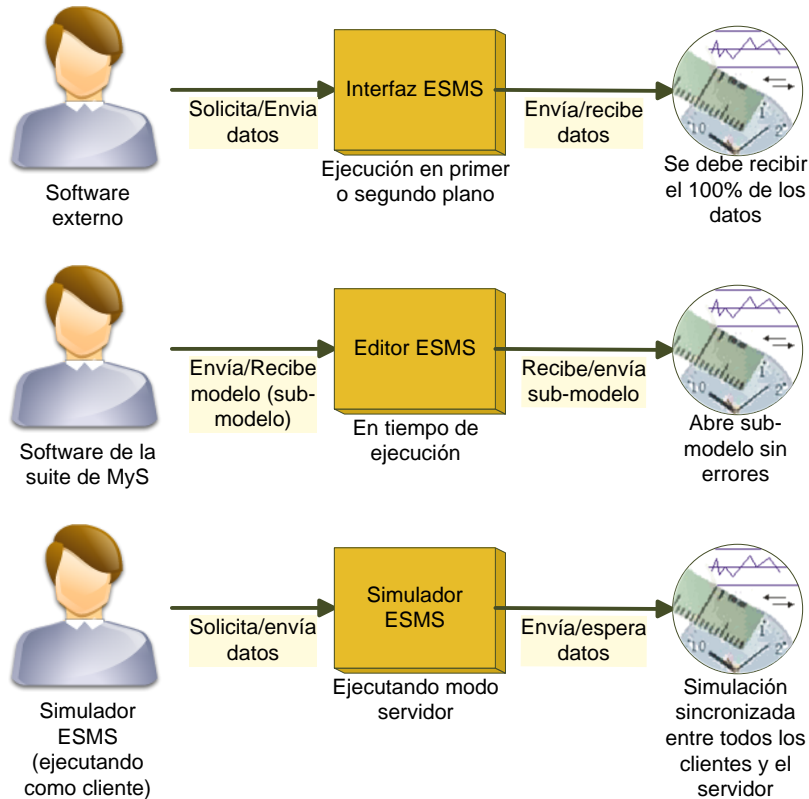 Interfaz ESMS
Solicita/Envia
datos
Envía/recibe
datos
Software
externo
Ejecución en primer
o segundo plano
Se debe recibir
el 100% de los
datos
Editor ESMS
Envía/Recibe
modelo (sub-
modelo)
Recibe/envía
sub-modelo
Software de la
suite de MyS
En tiempo de
ejecución
Abre sub-
modelo sin
errores
Simulador
ESMS
Solicita/envía
datos
Envía/espera
datos
Simulador
ESMS
(ejecutando
como cliente)
Ejecutando modo
servidor
Simulación
sincronizada
entre todos los
clientes y el
servidor